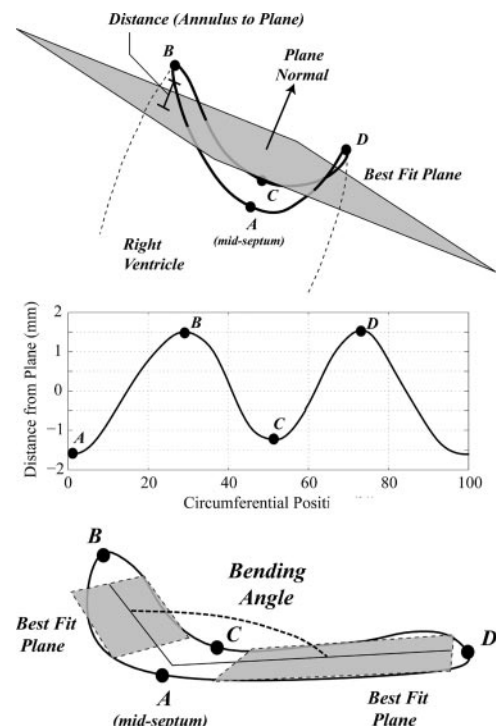 Distance (Annulus to Plane)
B
Plane
Normal
D
Best Fit Plane
C
A
(mid-septum)
Right
Ventricle
Distance from Plane (mm)
2
1
0
−1
−2
A
B
C
D
0
20
40
60
80
100
Circumferential
B
Bending
Angle
Best Fit
Plane
C
D
A
(mid-septum)
Best Fit
Plane